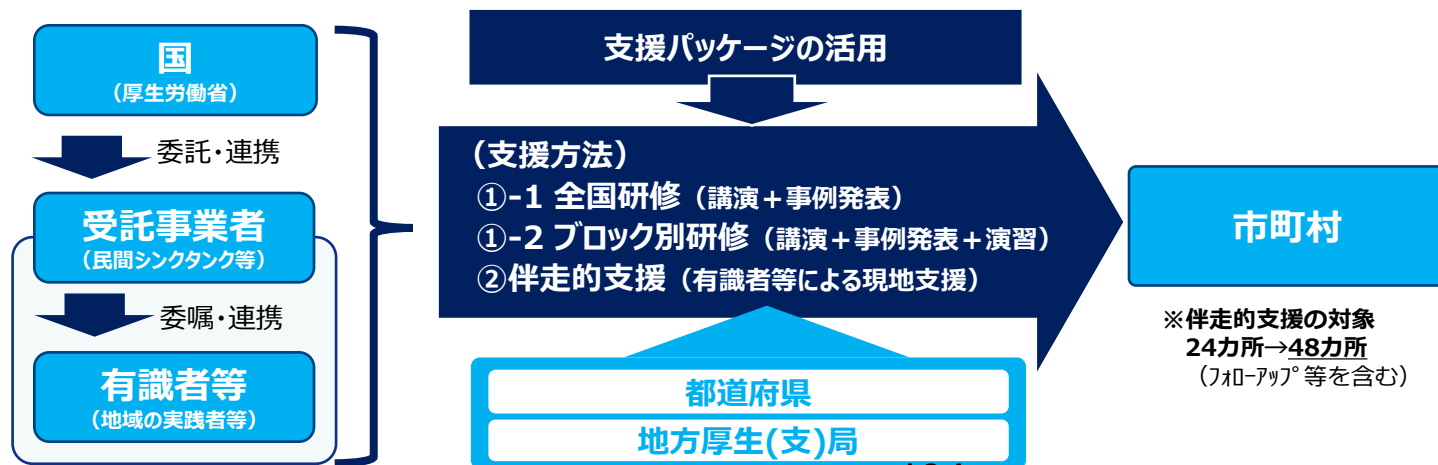 国
（厚生労働省）
委託・連携
受託事業者
（民間シンクタンク等）
委嘱・連携
有識者等
（地域の実践者等）
支援パッケージの活用
（支援方法）
①-1 全国研修（講演＋事例発表）
①-2 ブロック別研修（講演＋事例発表＋演習）
②伴走的支援（有識者等による現地支援）
都道府県
地方厚生(支)局
市町村
※伴走的支援の対象
24カ所→48カ所
（ﾌｫﾛｰｱｯﾌﾟ等を含む）